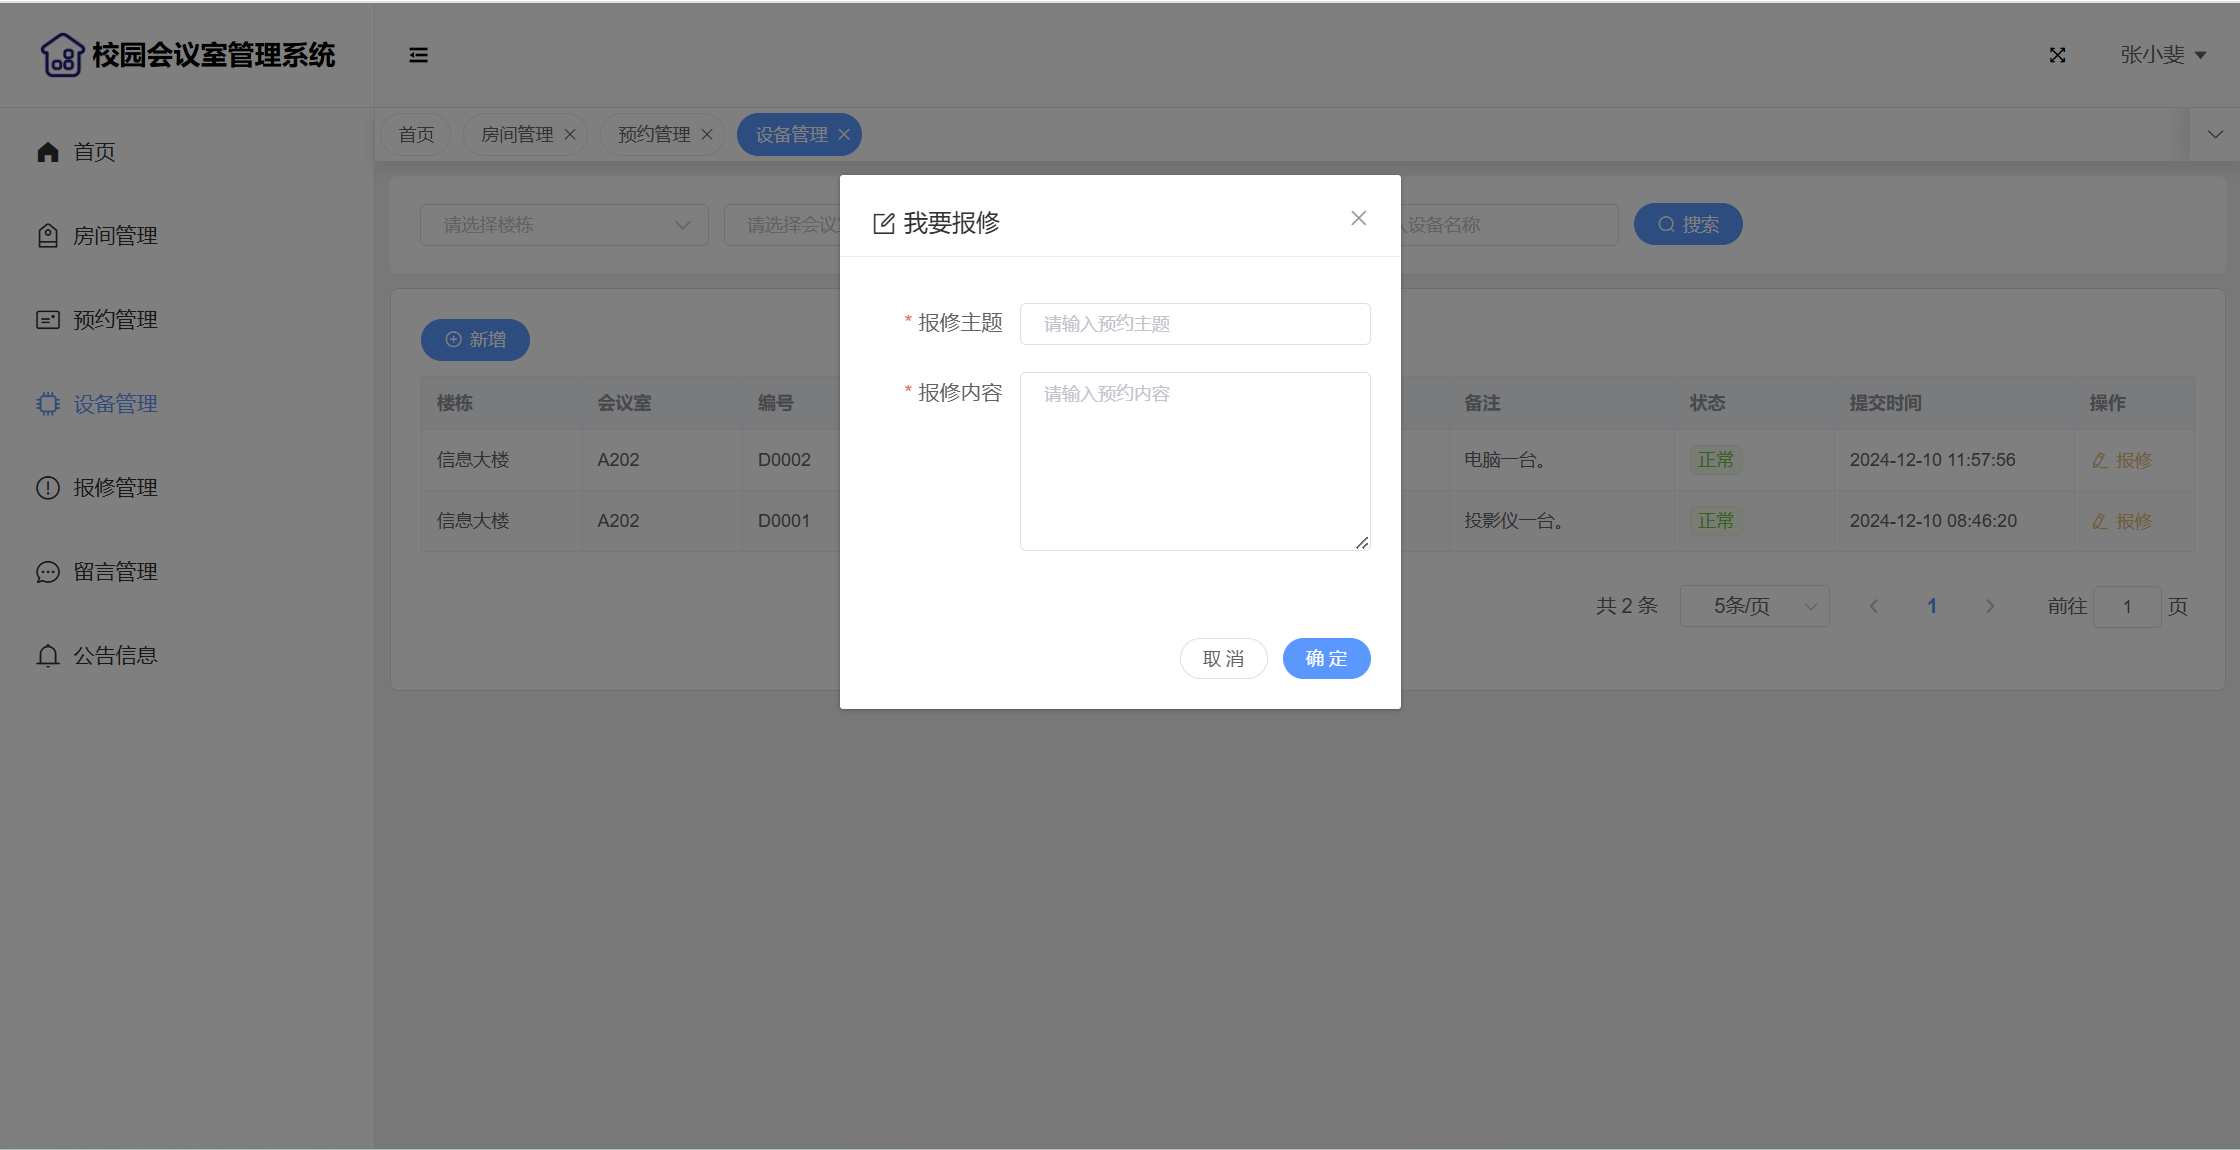 校园会议室管理系统
张小斐
首页
房间管理
预约管理
设备管理
报修管理
留言管理
公告信息
首页 房间管理 预约管理 设备管理
请选择楼栋 请选择会议 设备名称 搜索
新增
楼栋 会议室 编号 备注 状态 提交时间 操作
信息大楼 A202 D0002 电脑一台。 正常 2024-12-10 11:57:56 报修
信息大楼 A202 D0001 投影仪一台。 正常 2024-12-10 08:46:20 报修
共 2 条 5条/页 1 前往 1 页
我要报修
* 报修主题 请输入预约主题
* 报修内容 请输入预约内容
取 消 确 定